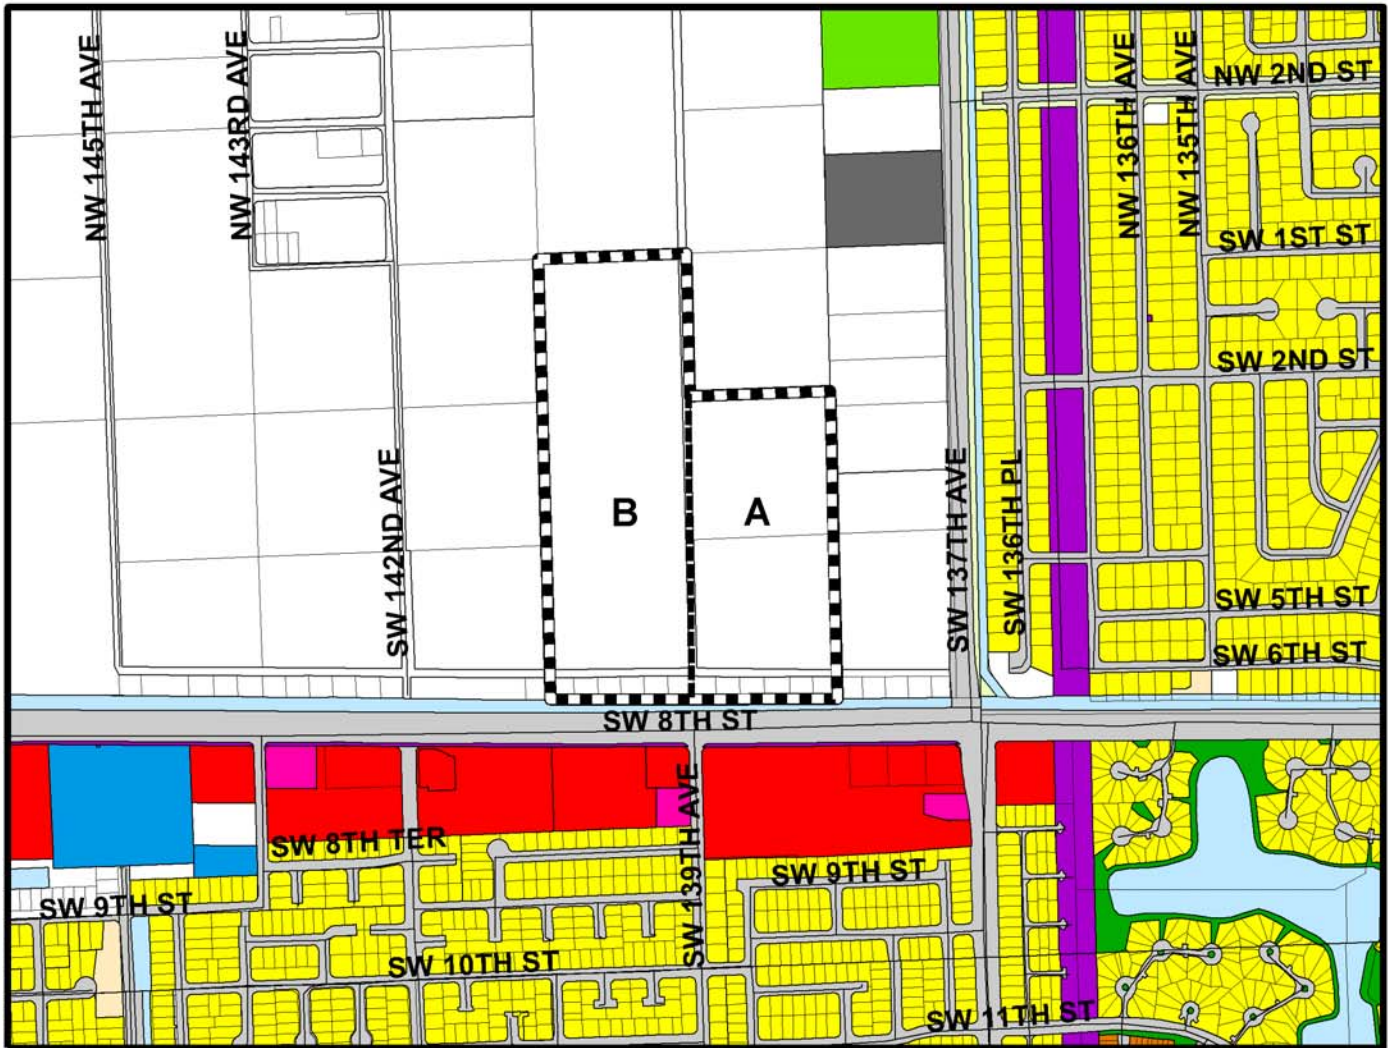 NW 145TH AVE
NW 143RD AVE
NW 136TH AVE
NW 135TH AVE
NW 2ND ST
SW 1ST ST
SW 2ND ST
B
A
SW 142ND AVE
SW 137TH AVE
SW 136TH PL
SW 5TH ST
SW 6TH ST
SW 8TH ST
SW 139TH AVE
SW 8TH TER
SW 9TH ST
SW 9TH ST
SW 10TH ST
SW 11TH ST